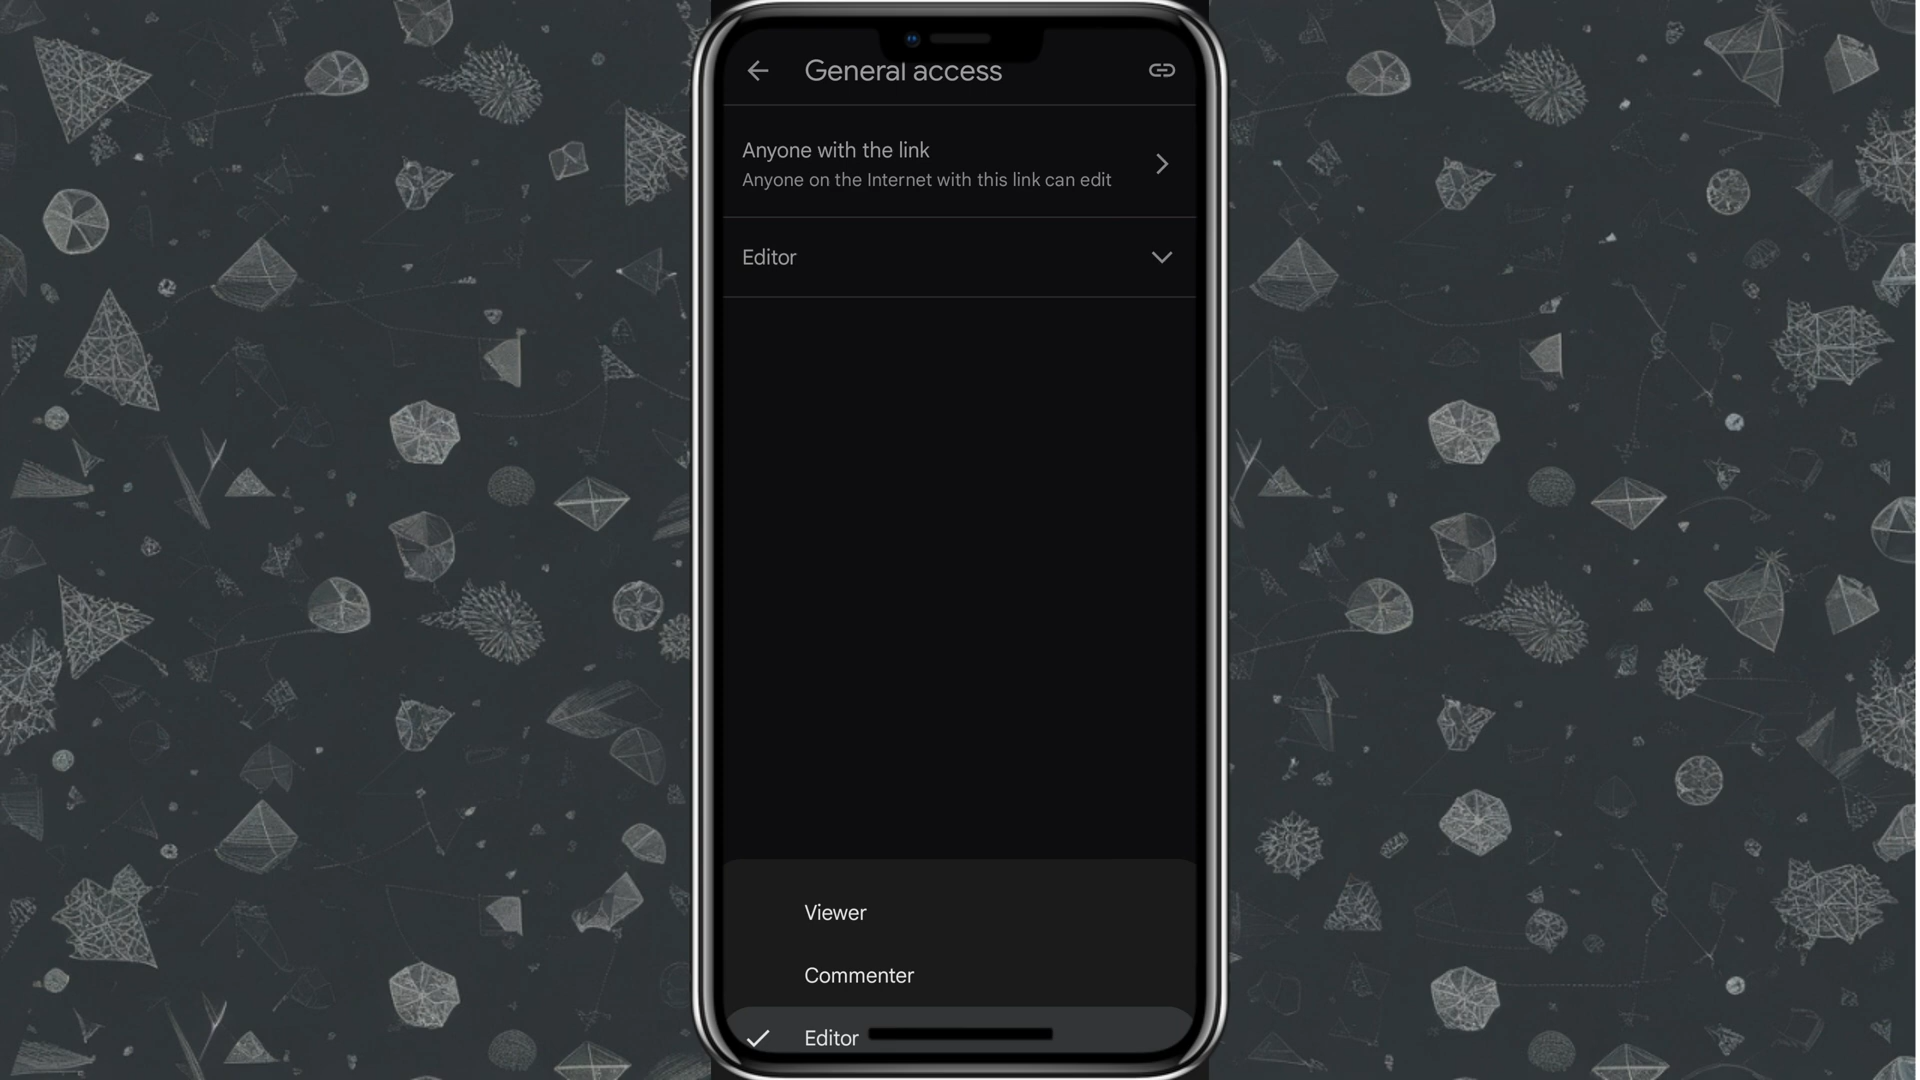 General access
Anyone with the link
Anyone on the Internet with this link can edit
Editor
Viewer
Commenter
Editor